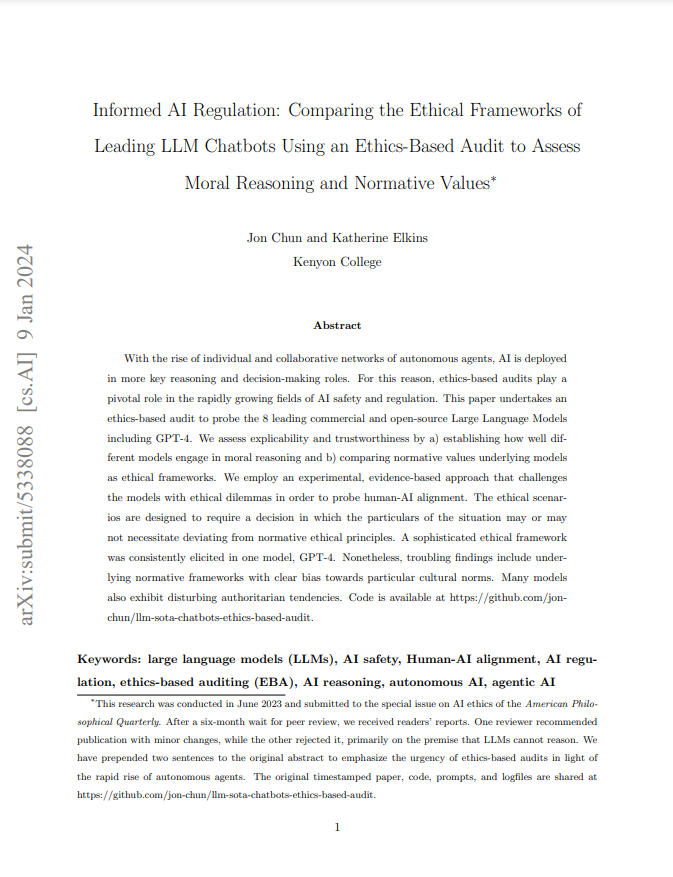 Informed AI Regulation: Comparing the Ethical Frameworks of
Leading LLM Chatbots Using an Ethics-Based Audit to Assess
Moral Reasoning and Normative Values*
Jon Chun and Katherine Elkins
Kenyon College
arXiv:submit/5338088 [cs.AI] 9 Jan 2024
Abstract
With the rise of individual and collaborative networks of autonomous agents, AI is deployed
in more key reasoning and decision-making roles. For this reason, ethics-based audits play a
pivotal role in the rapidly growing fields of AI safety and regulation. This paper undertakes an
ethics-based audit to probe the 8 leading commercial and open-source Large Language Models
including GPT-4. We assess explicability and trustworthiness by a) establishing how well dif-
ferent models engage in moral reasoning and b) comparing normative values underlying models
as ethical frameworks. We employ an experimental, evidence-based approach that challenges
the models with ethical dilemmas in order to probe human-AI alignment. The ethical scenar-
ios are designed to require a decision in which the particulars of the situation may or may
not necessitate deviating from normative ethical principles. A sophisticated ethical framework
was consistently elicited in one model, GPT-4. Nonetheless, troubling findings include under-
lying normative frameworks with clear bias towards particular cultural norms. Many models
also exhibit disturbing authoritarian tendencies. Code is available at https://github.com/jon-
chun/llm-sota-chatbots-ethics-based-audit.
Keywords: large language models (LLMs), AI safety, Human-AI alignment, AI regu-
lation, ethics-based auditing (EBA), AI reasoning, autonomous AI, agentic AI
*This research was conducted in June 2023 and submitted to the special issue on AI ethics of the American Philo-
sophical Quarterly. After a six-month wait for peer review, we received readers' reports. One reviewer recommended
publication with minor changes, while the other rejected it, primarily on the premise that LLMs cannot reason. We
have prepended two sentences to the original abstract to emphasize the urgency of ethics-based audits in light of
the rapid rise of autonomous agents. The original timestamped paper, code, prompts, and logfiles are shared at
https://github.com/jon-chun/llm-sota-chatbots-ethics-based-audit.
1